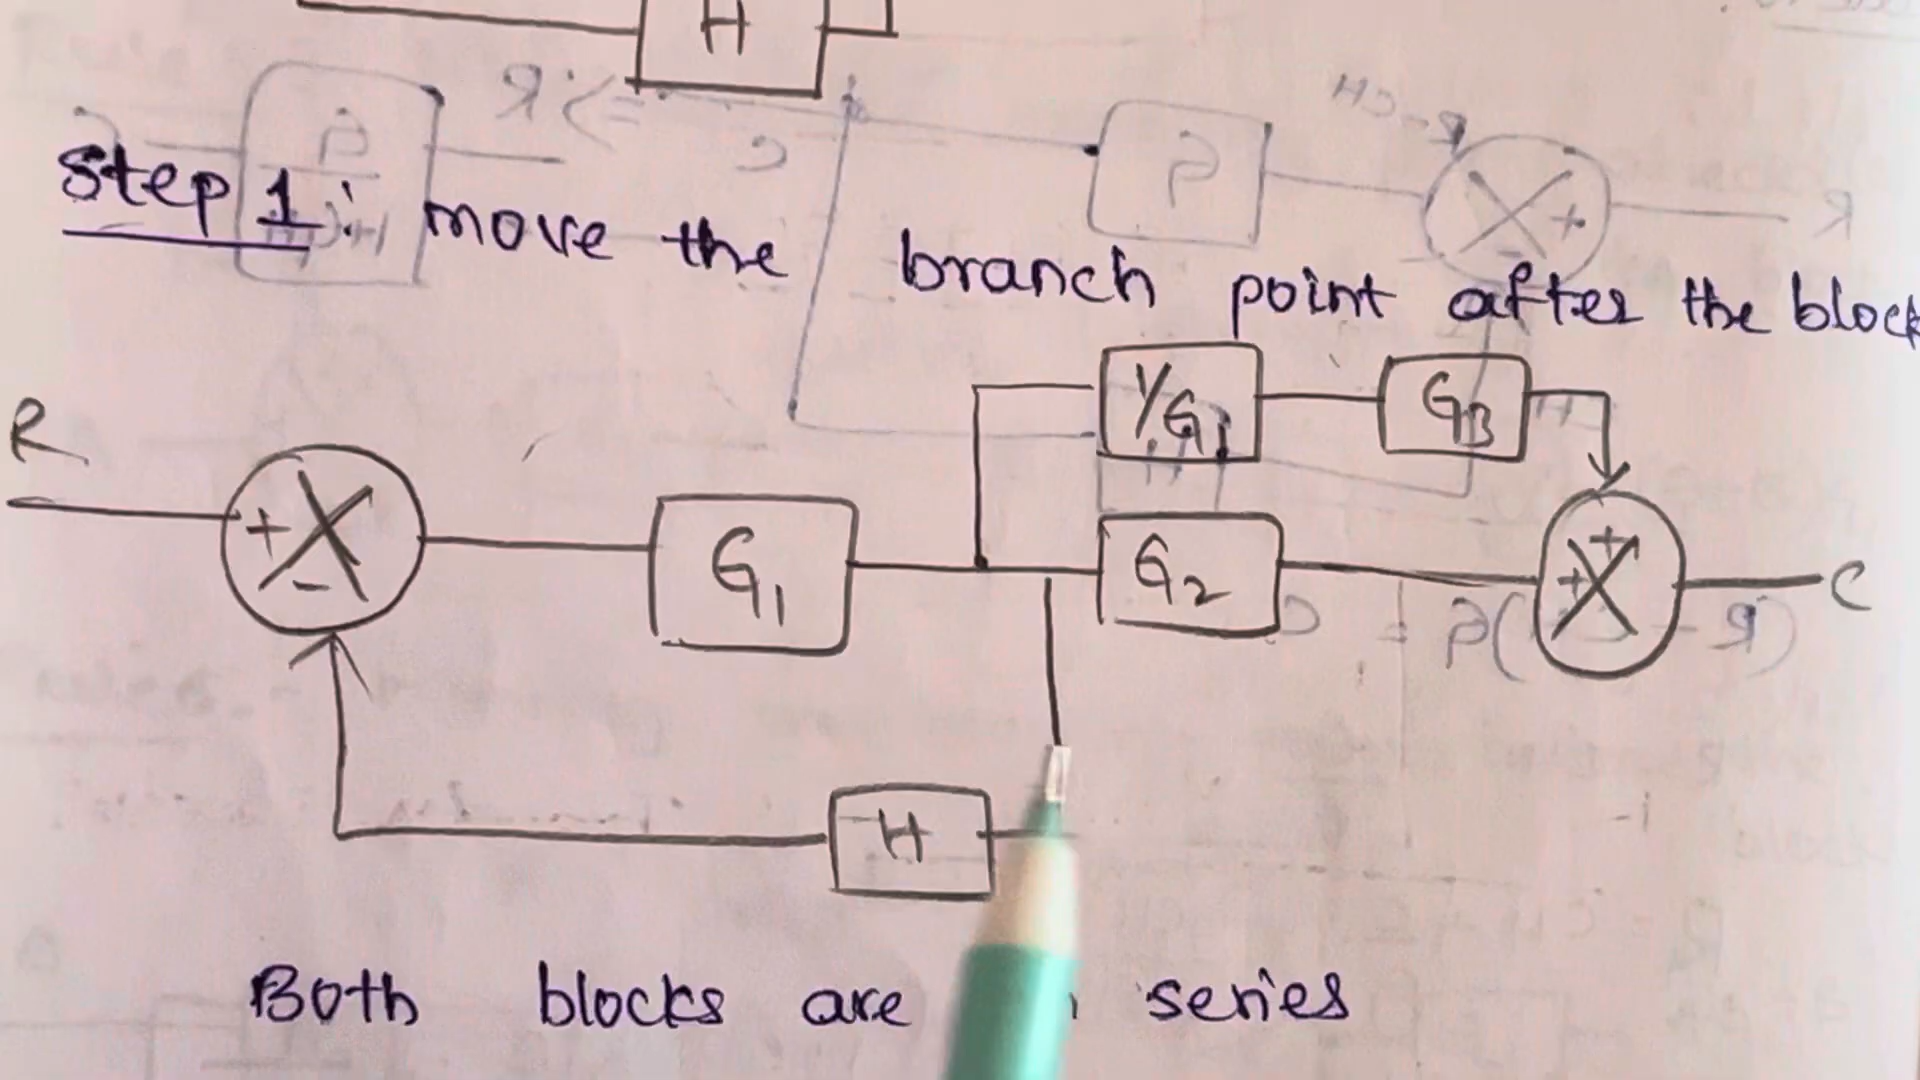 H
step 1: move the branch point after the block
1/G1 G3
R
+ - G1 G2 + + C
H
Both blocks are series